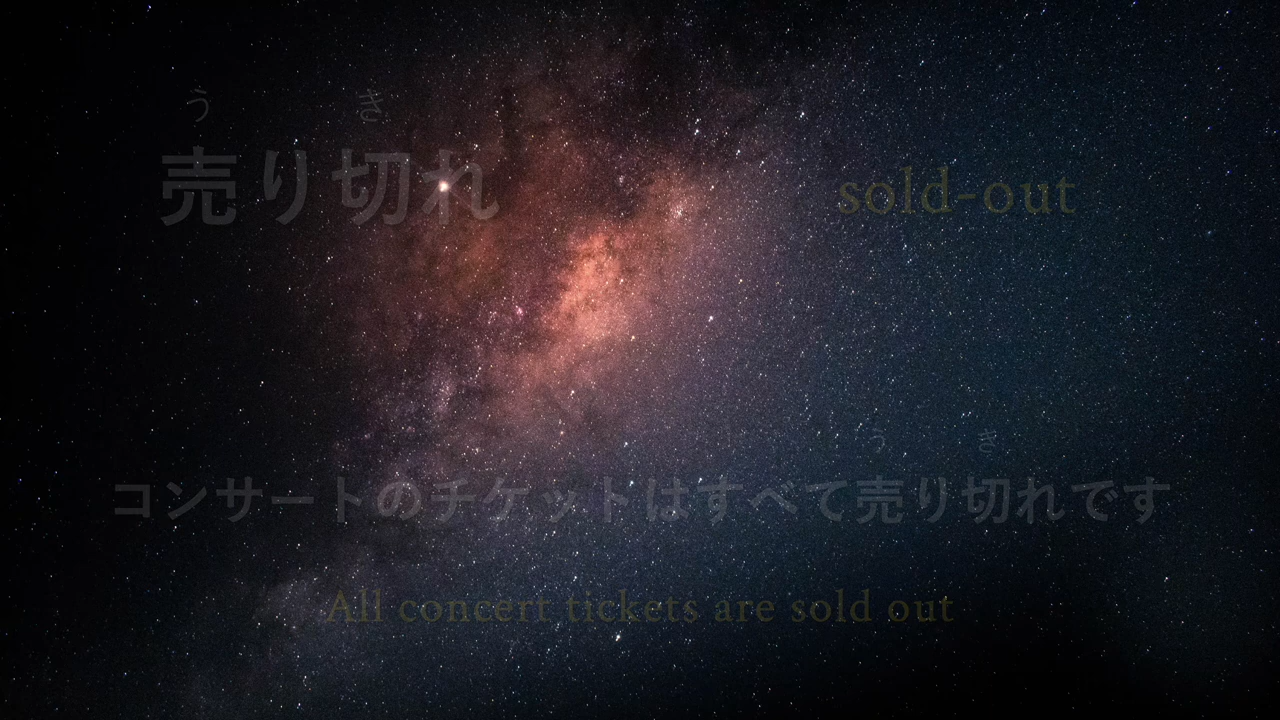 う き
売り切れ
sold-out
う き
コンサートのチケットはすべて売り切れです
All concert tickets are sold out